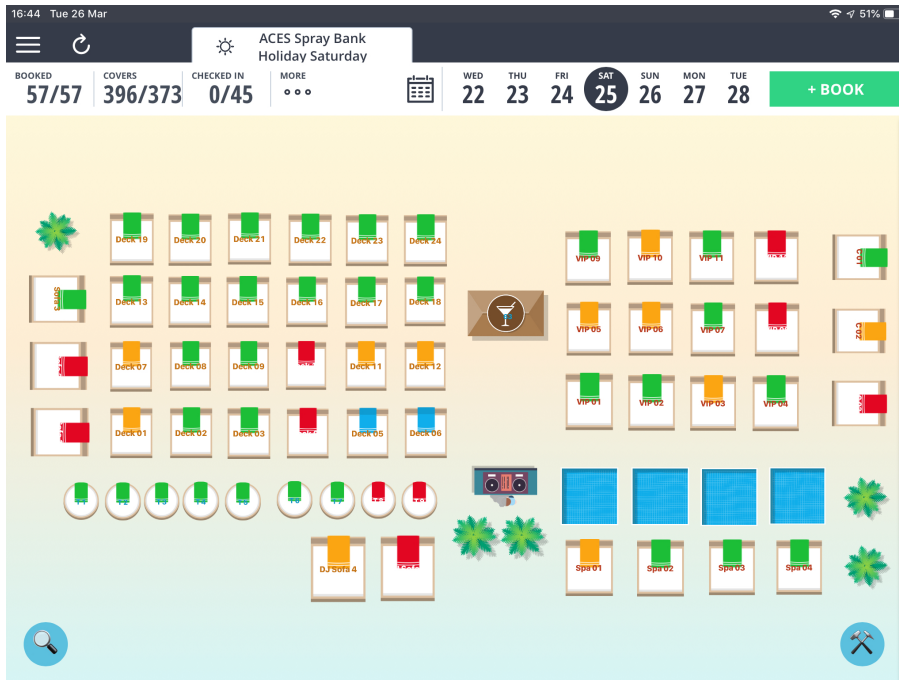 16:44 Tue 26 Mar 51%
ACES Spray Bank
Holiday Saturday
BOOKED COVERS CHECKED IN MORE WED THU FRI SAT SUN MON TUE
57/57 396/373 0/45 22 23 24 25 26 27 28 + BOOK
Deck 19 Deck 20 Deck 21 Deck 22 Deck 23 Deck 24
VIP 09 VIP 10 VIP 11
Deck 13 Deck 14 Deck 15 Deck 16 Deck 17 Deck 18
VIP 05 VIP 06 VIP 07
Deck 07 Deck 08 Deck 09 Deck 11 Deck 12
VIP 01 VIP 02 VIP 03 VIP 04
Deck 01 Deck 02 Deck 03 Deck 05 Deck 06
DJ Sofa 4
Spa 01 Spa 02 Spa 03 Spa 04